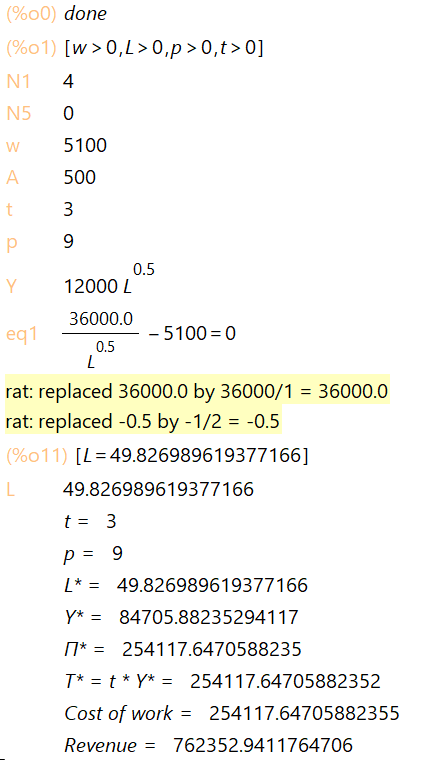 (%o0) done
(%o1) [w>0,L>0,p>0,t>0]
N1 4
N5 0
w 5100
A 500
t 3
p 9
Y 12000 L^0.5
eq1 36000.0/L^0.5 − 5100 = 0
rat: replaced 36000.0 by 36000/1 = 36000.0
rat: replaced -0.5 by -1/2 = -0.5
(%o11) [L=49.826989619377166]
L 49.826989619377166
t = 3
p = 9
L* = 49.826989619377166
Y* = 84705.88235294117
Π* = 254117.6470588235
T* = t * Y* = 254117.64705882352
Cost of work = 254117.64705882355
Revenue = 762352.9411764706